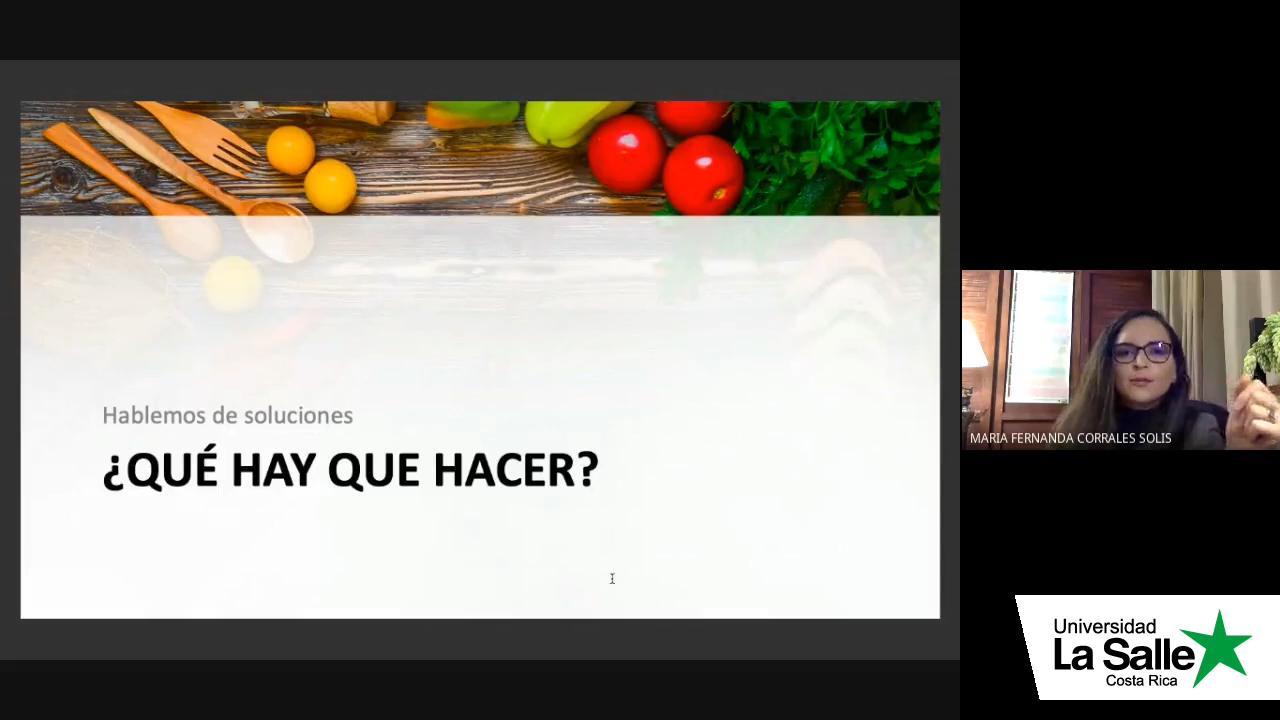 Hablemos de soluciones
¿QUÉ HAY QUE HACER?
MARIA FERNANDA CORRALES SOLIS
Universidad
La Salle
Costa Rica